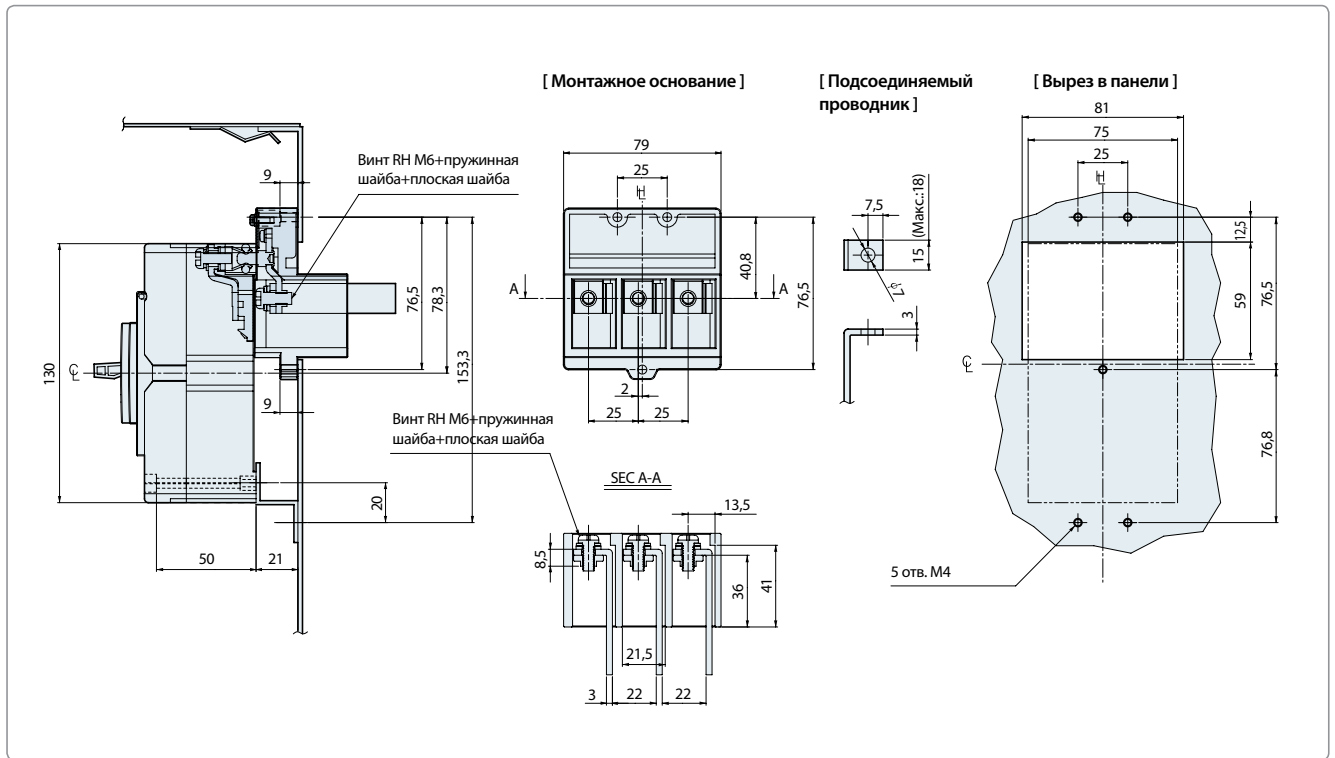 [ Монтажное основание ]
[ Подсоединяемый
проводник ]
[ Вырез в панели ]
Винт RH M6+пружинная
шайба+плоская шайба
9
76,5
78,3
153,3
130
9
20
50
21
79
25
40,8
76,5
A
A
2
25
25
Винт RH M6+пружинная
шайба+плоская шайба
SEC A-A
13,5
8,5
36
41
21,5
3
22
22
7,5
15 (Макс.:18)
ϕ7
3
81
75
25
12,5
59
76,5
76,8
5 отв. M4